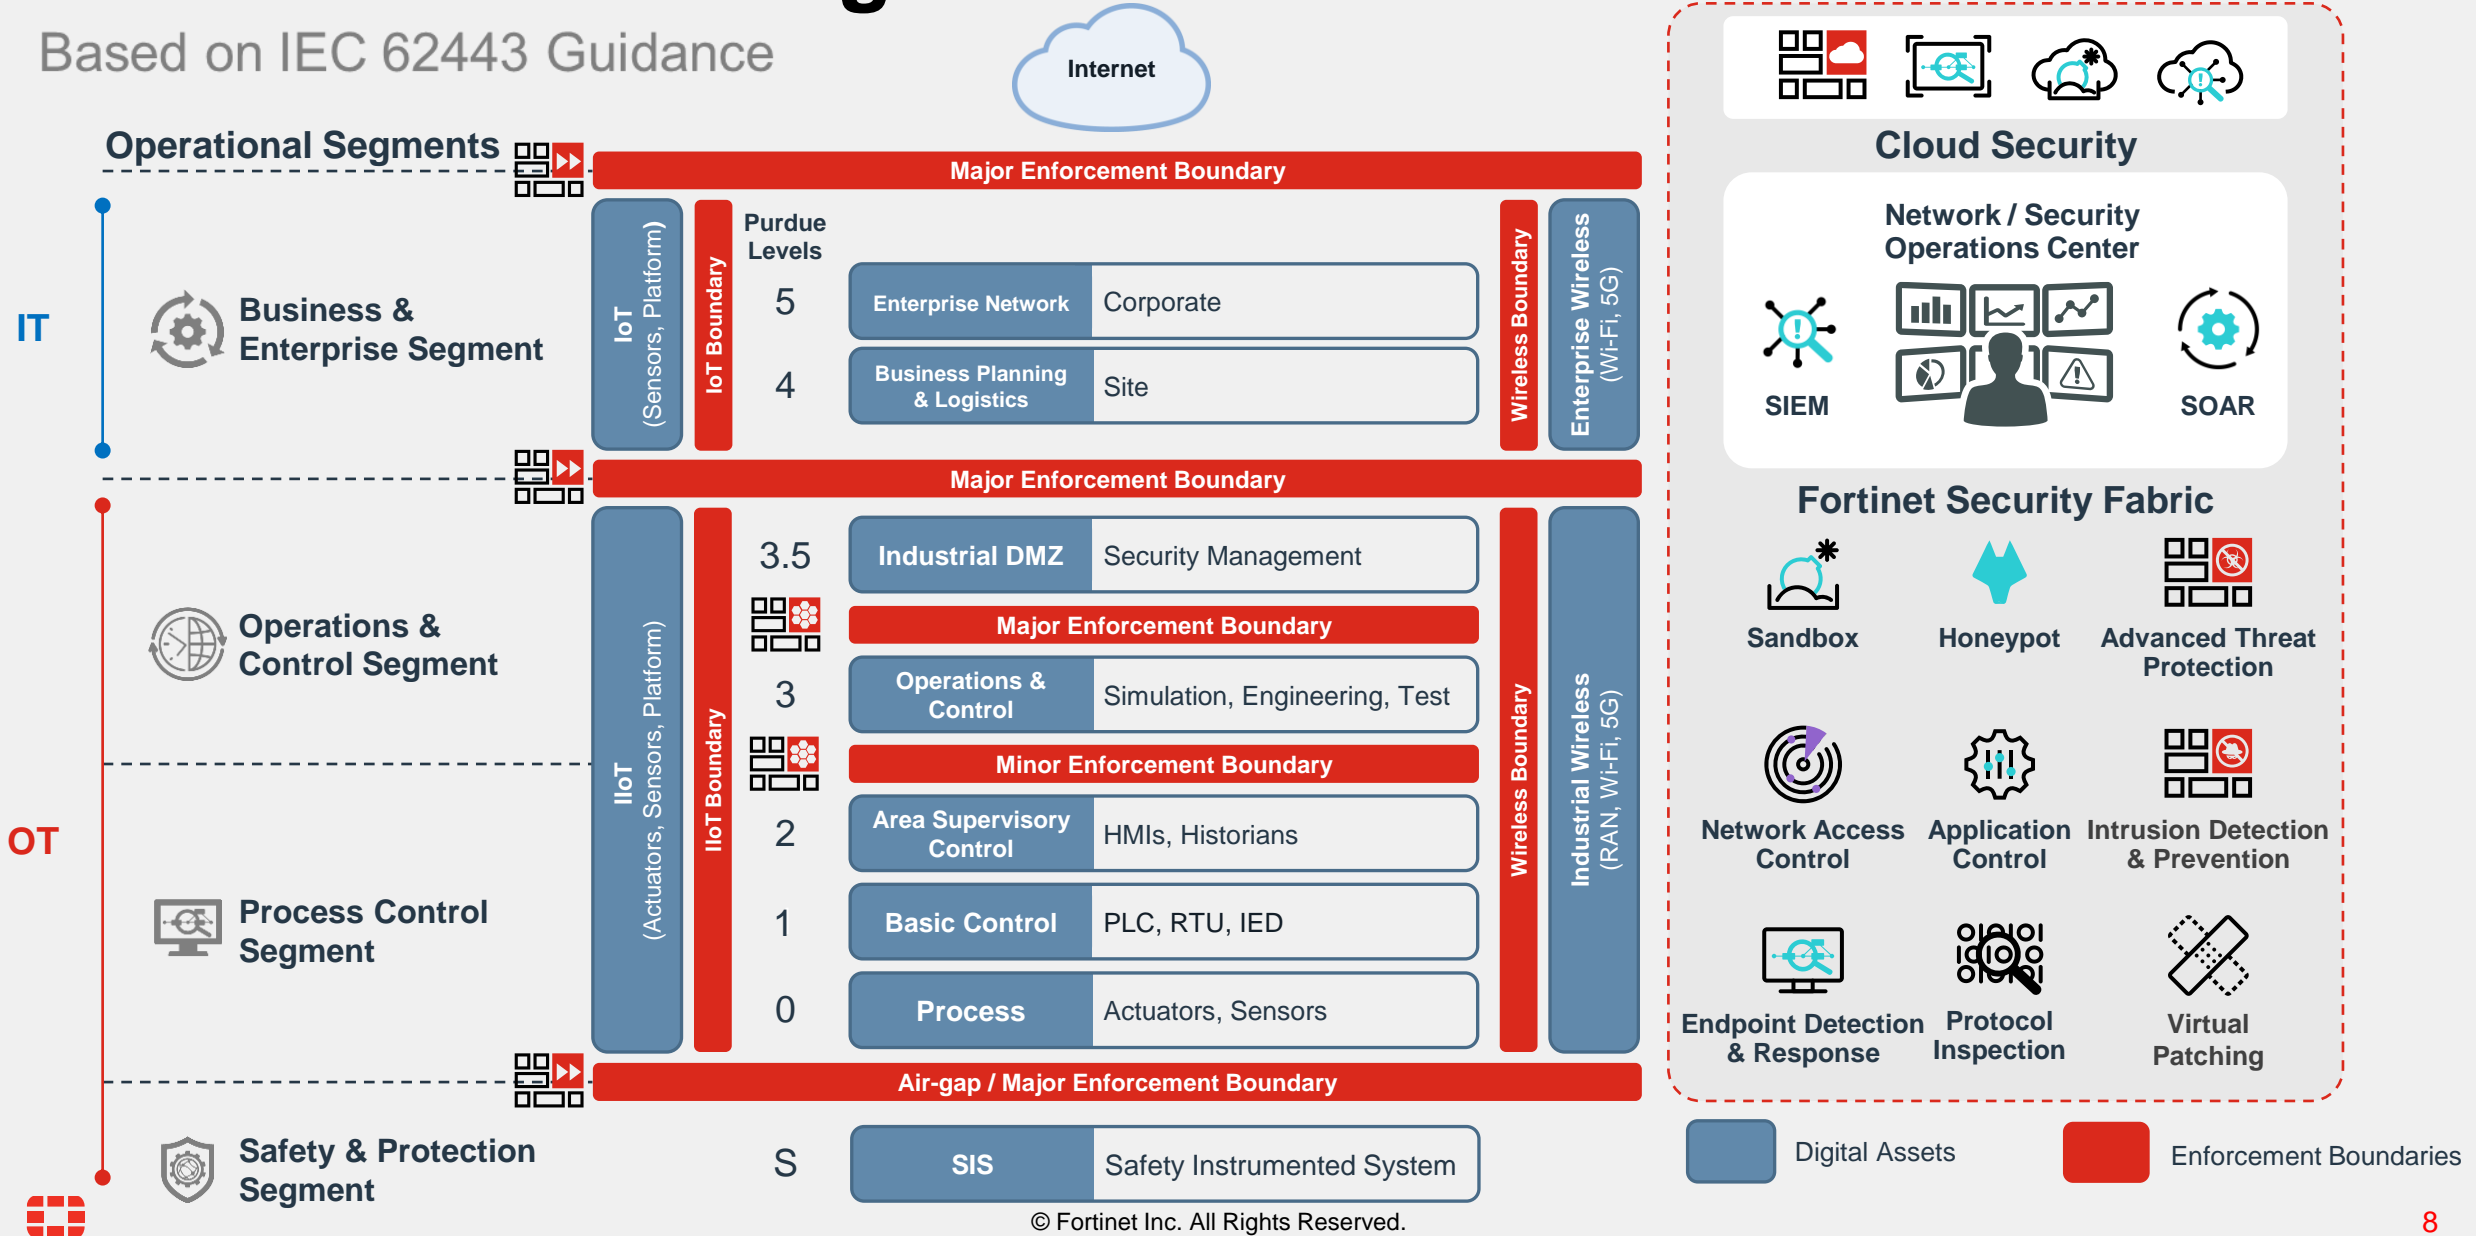 Based on IEC 62443 Guidance
Internet
Operational Segments
Major Enforcement Boundary
IT
Business &
Enterprise Segment
IoT
(Sensors, Platform)
IoT Boundary
Purdue
Levels
5
Enterprise Network
Corporate
4
Business Planning
& Logistics
Site
Wireless Boundary
Enterprise Wireless
(Wi-Fi, 5G)
Major Enforcement Boundary
OT
Operations &
Control Segment
Process Control
Segment
IIoT
(Actuators, Sensors, Platform)
IIoT Boundary
3.5
Industrial DMZ
Security Management
Major Enforcement Boundary
3
Operations &
Control
Simulation, Engineering, Test
Minor Enforcement Boundary
2
Area Supervisory
Control
HMIs, Historians
1
Basic Control
PLC, RTU, IED
0
Process
Actuators, Sensors
Wireless Boundary
Industrial Wireless
(RAN, Wi-Fi, 5G)
Air-gap / Major Enforcement Boundary
Safety & Protection
Segment
S
SIS
Safety Instrumented System
Cloud Security
Network / Security
Operations Center
SIEM
SOAR
Fortinet Security Fabric
Sandbox
Honeypot
Advanced Threat
Protection
Network Access
Control
Application
Control
Intrusion Detection
& Prevention
Endpoint Detection
& Response
Protocol
Inspection
Virtual
Patching
Digital Assets
Enforcement Boundaries
© Fortinet Inc. All Rights Reserved.
8